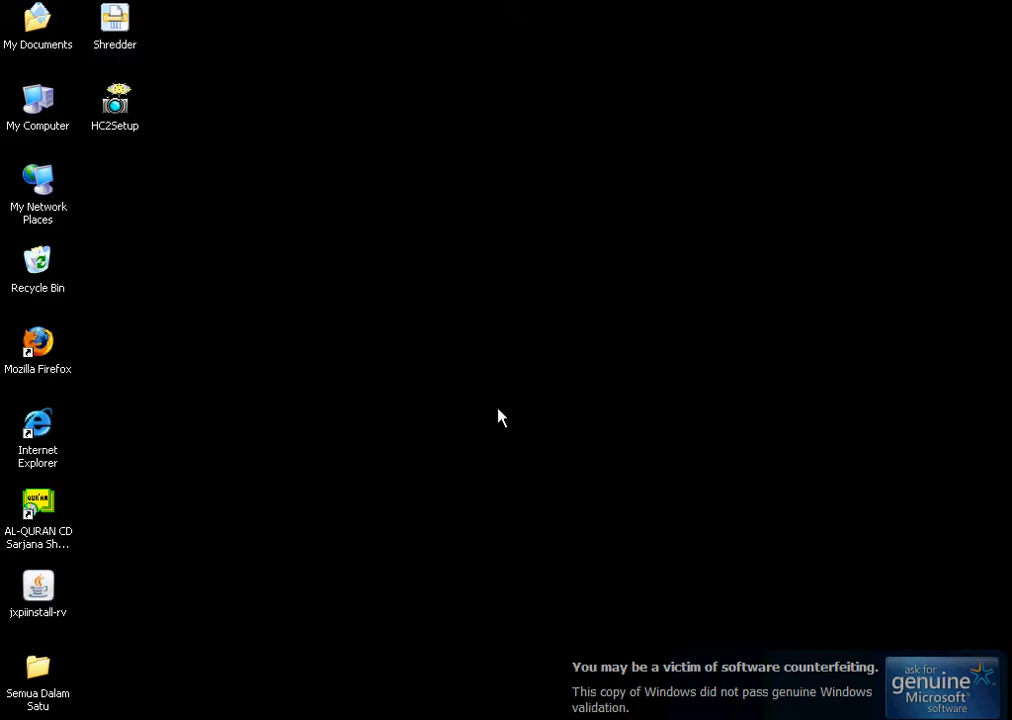 My Documents
Shredder
My Computer
HC2Setup
My Network
Places
Recycle Bin
Mozilla Firefox
Internet
Explorer
QUR'AN
AL-QURAN CD
Sarjana Sh...
jxpiinstall-rv
Semua Dalam
Satu
You may be a victim of software counterfeiting.
This copy of Windows did not pass genuine Windows
validation.
ask for
genuine
Microsoft
software